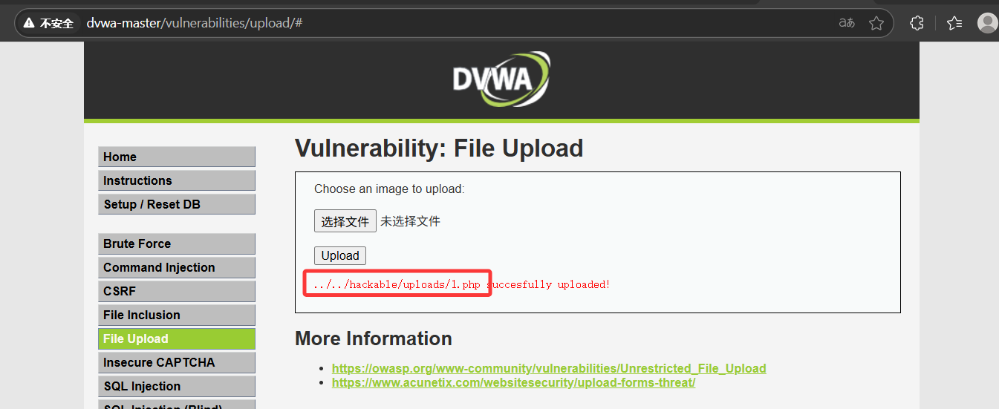 不安全 dvwa-master/vulnerabilities/upload/# aあ
DVWA
Home
Instructions
Setup / Reset DB
Brute Force
Command Injection
CSRF
File Inclusion
File Upload
Insecure CAPTCHA
SQL Injection
SQL Injection (Blind)
Vulnerability: File Upload
Choose an image to upload:
选择文件 未选择文件
Upload
../../hackable/uploads/1.php succesfully uploaded!
More Information
https://owasp.org/www-community/vulnerabilities/Unrestricted_File_Upload
https://www.acunetix.com/websitesecurity/upload-forms-threat/